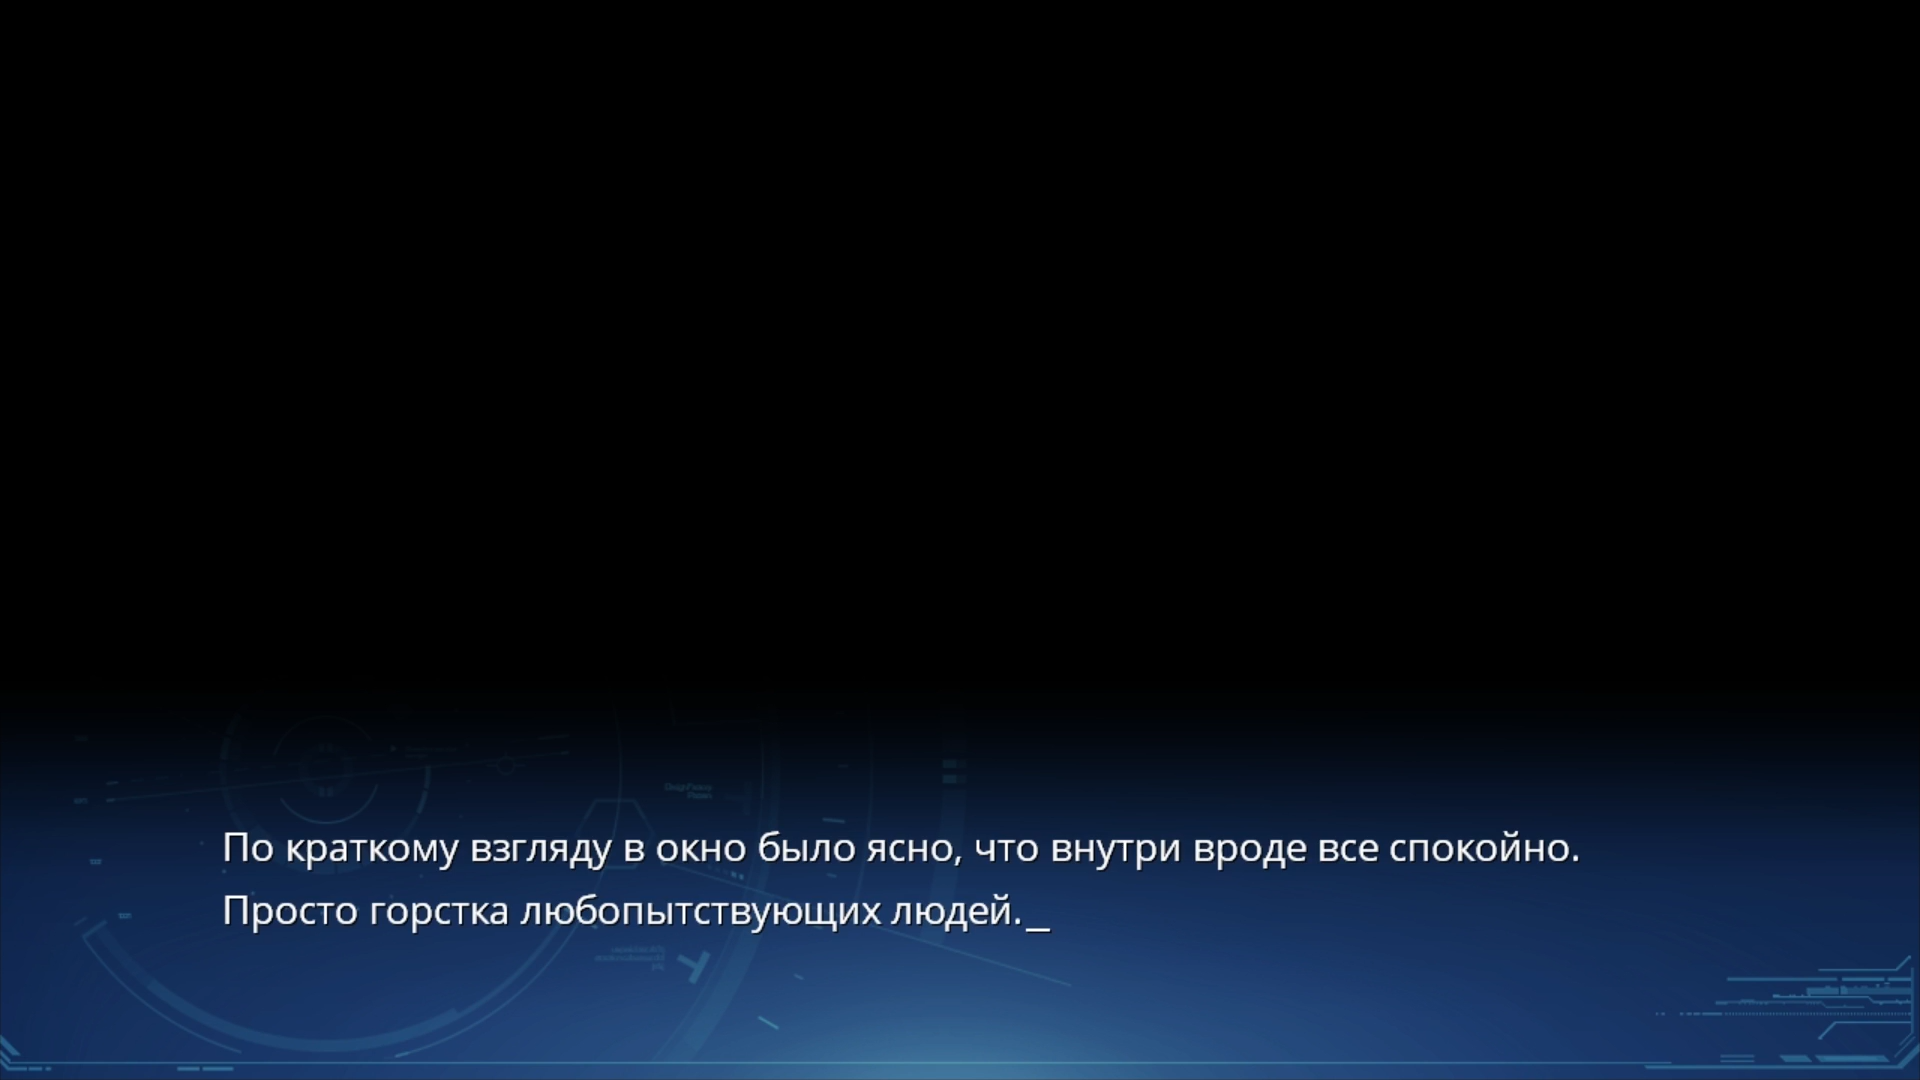 По краткому взгляду в окно было ясно, что внутри вроде все спокойно.
Просто горстка любопытствующих людей._